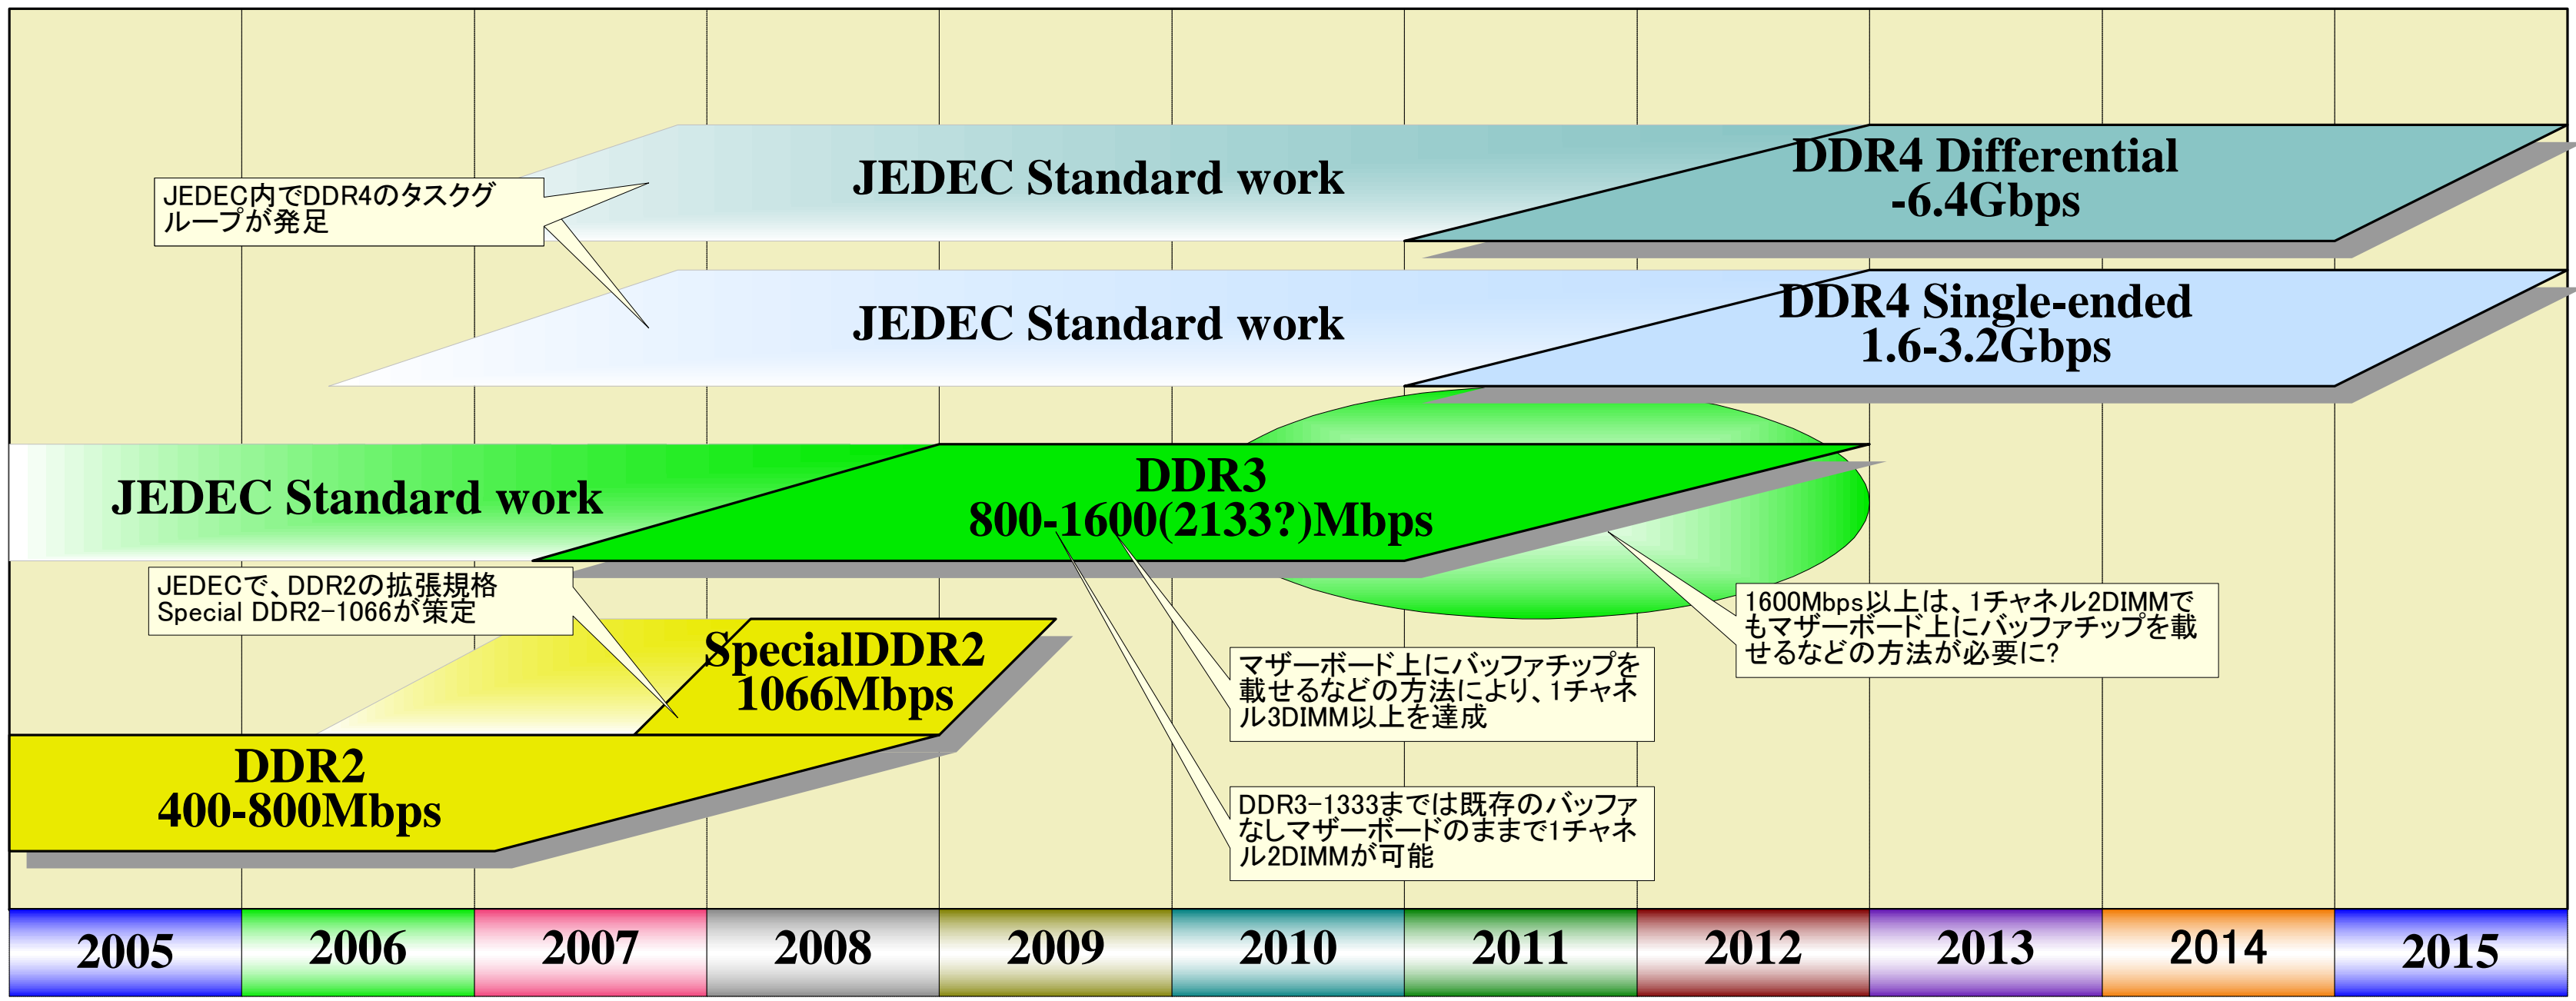 JEDEC Standard work
DDR4 Differential
-6.4Gbps
JEDEC内でDDR4のタスクグ
ループが発足
JEDEC Standard work
DDR4 Single-ended
1.6-3.2Gbps
JEDEC Standard work
DDR3
800-1600(2133?)Mbps
JEDECで、DDR2の拡張規格
Special DDR2-1066が策定
1600Mbps以上は、1チャネル2DIMMで
もマザーボード上にバッファチップを載
せるなどの方法が必要に?
SpecialDDR2
1066Mbps
マザーボード上にバッファチップを
載せるなどの方法により、1チャネ
ル3DIMM以上を達成
DDR2
400-800Mbps
DDR3-1333までは既存のバッファ
なしマザーボードのままで1チャネ
ル2DIMMが可能
2005 2006 2007 2008 2009 2010 2011 2012 2013 2014 2015